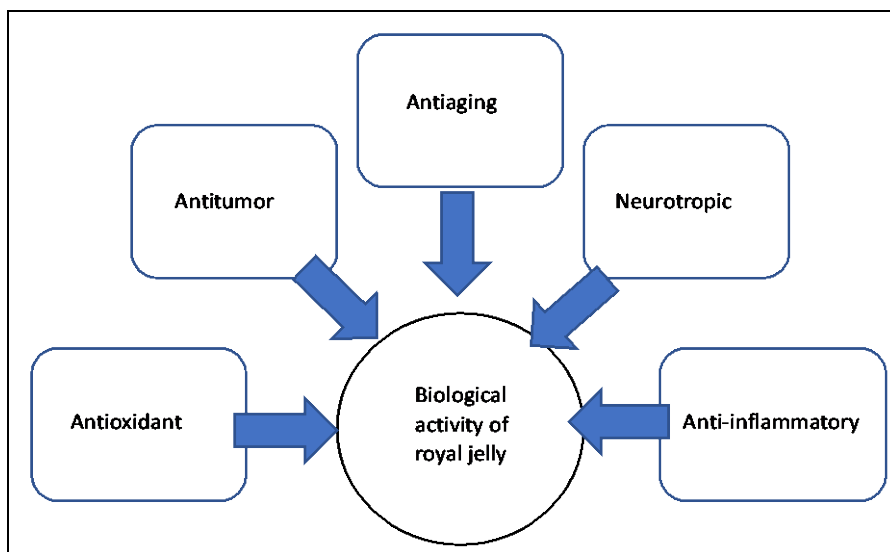 Antiaging
Antitumor
Neurotropic
Antioxidant
Biological
activity of
royal jelly
Anti-inflammatory